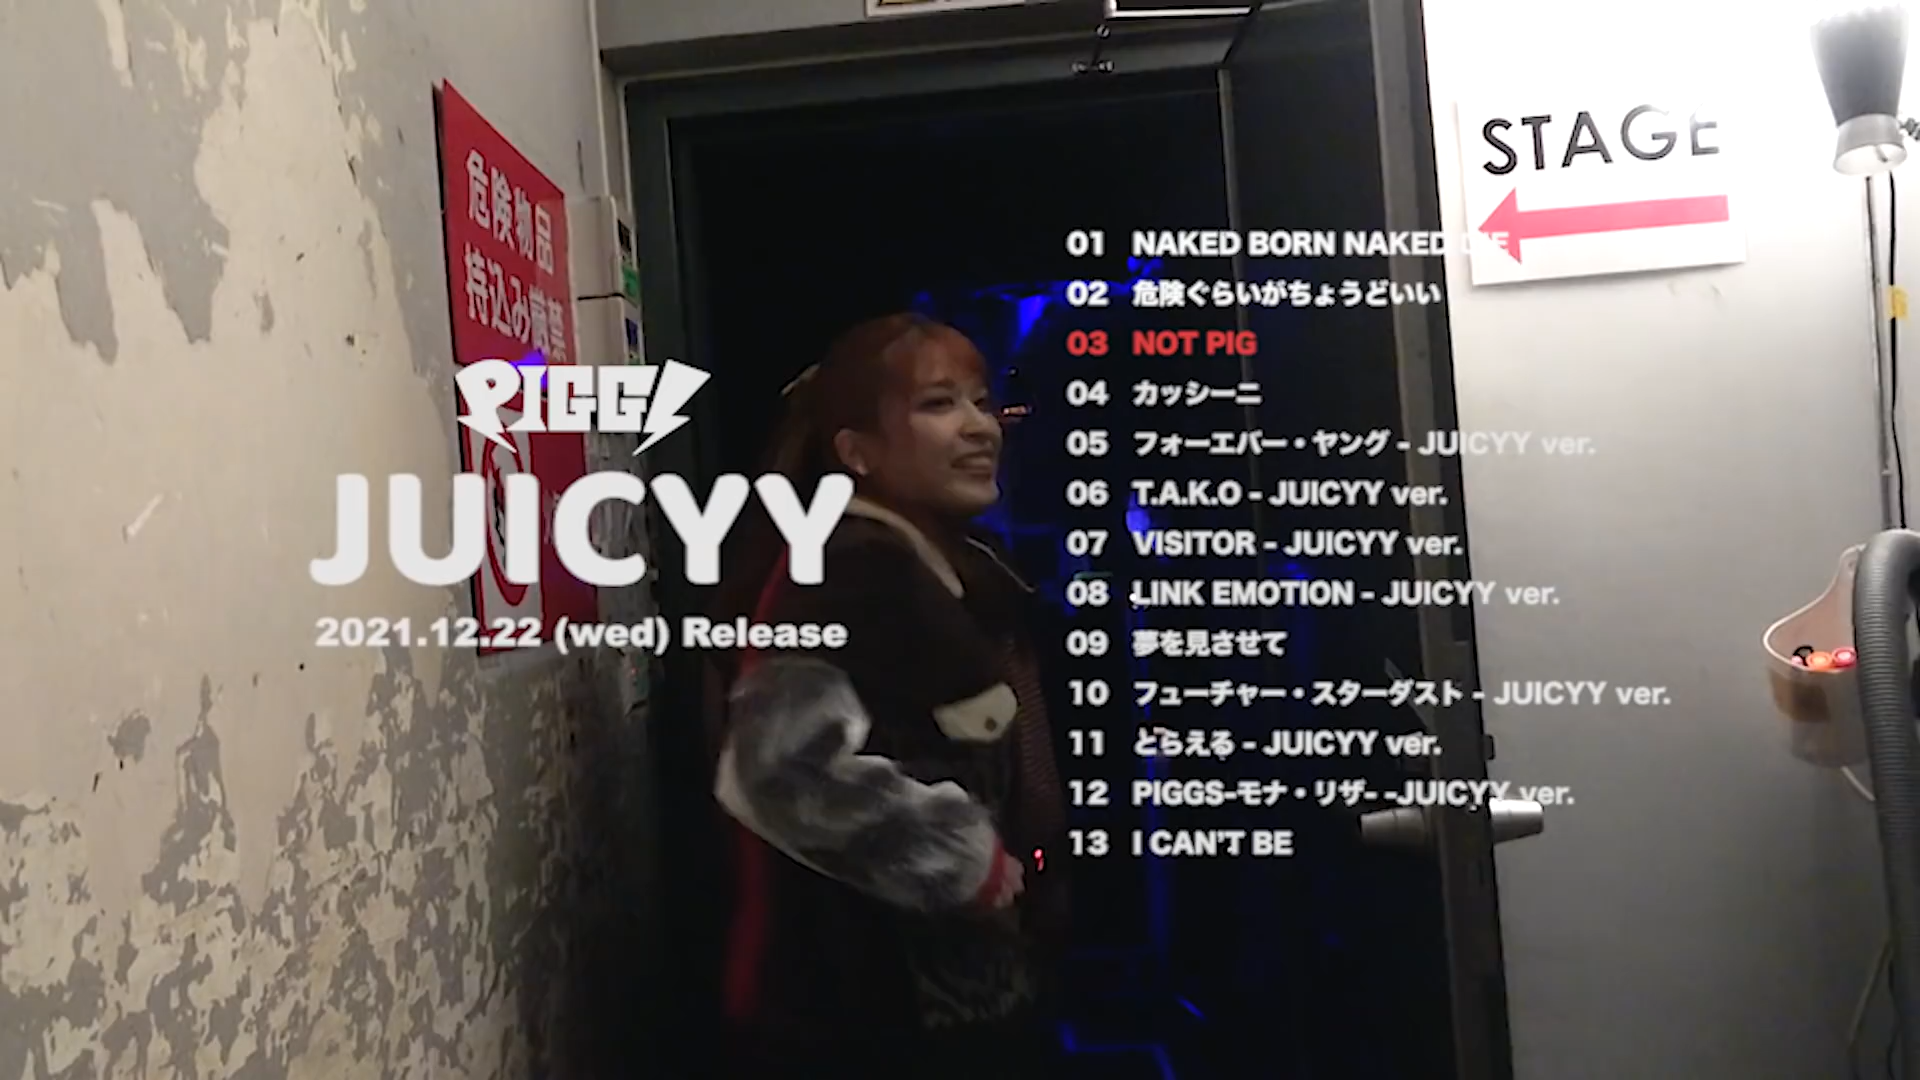 危険物品
持込み厳禁
STAGE
PIGGS
JUICYY
2021.12.22 (wed) Release
01 NAKED BORN NAKED DIE
02 危険ぐらいがちょうどいい
03 NOT PIG
04 カッシーニ
05 フォーエバー・ヤング - JUICYY ver.
06 T.A.K.O - JUICYY ver.
07 VISITOR - JUICYY ver.
08 LINK EMOTION - JUICYY ver.
09 夢を見させて
10 フューチャー・スターダスト - JUICYY ver.
11 とらえる - JUICYY ver.
12 PIGGS-モナ・リザ- -JUICYY ver.
13 I CAN'T BE